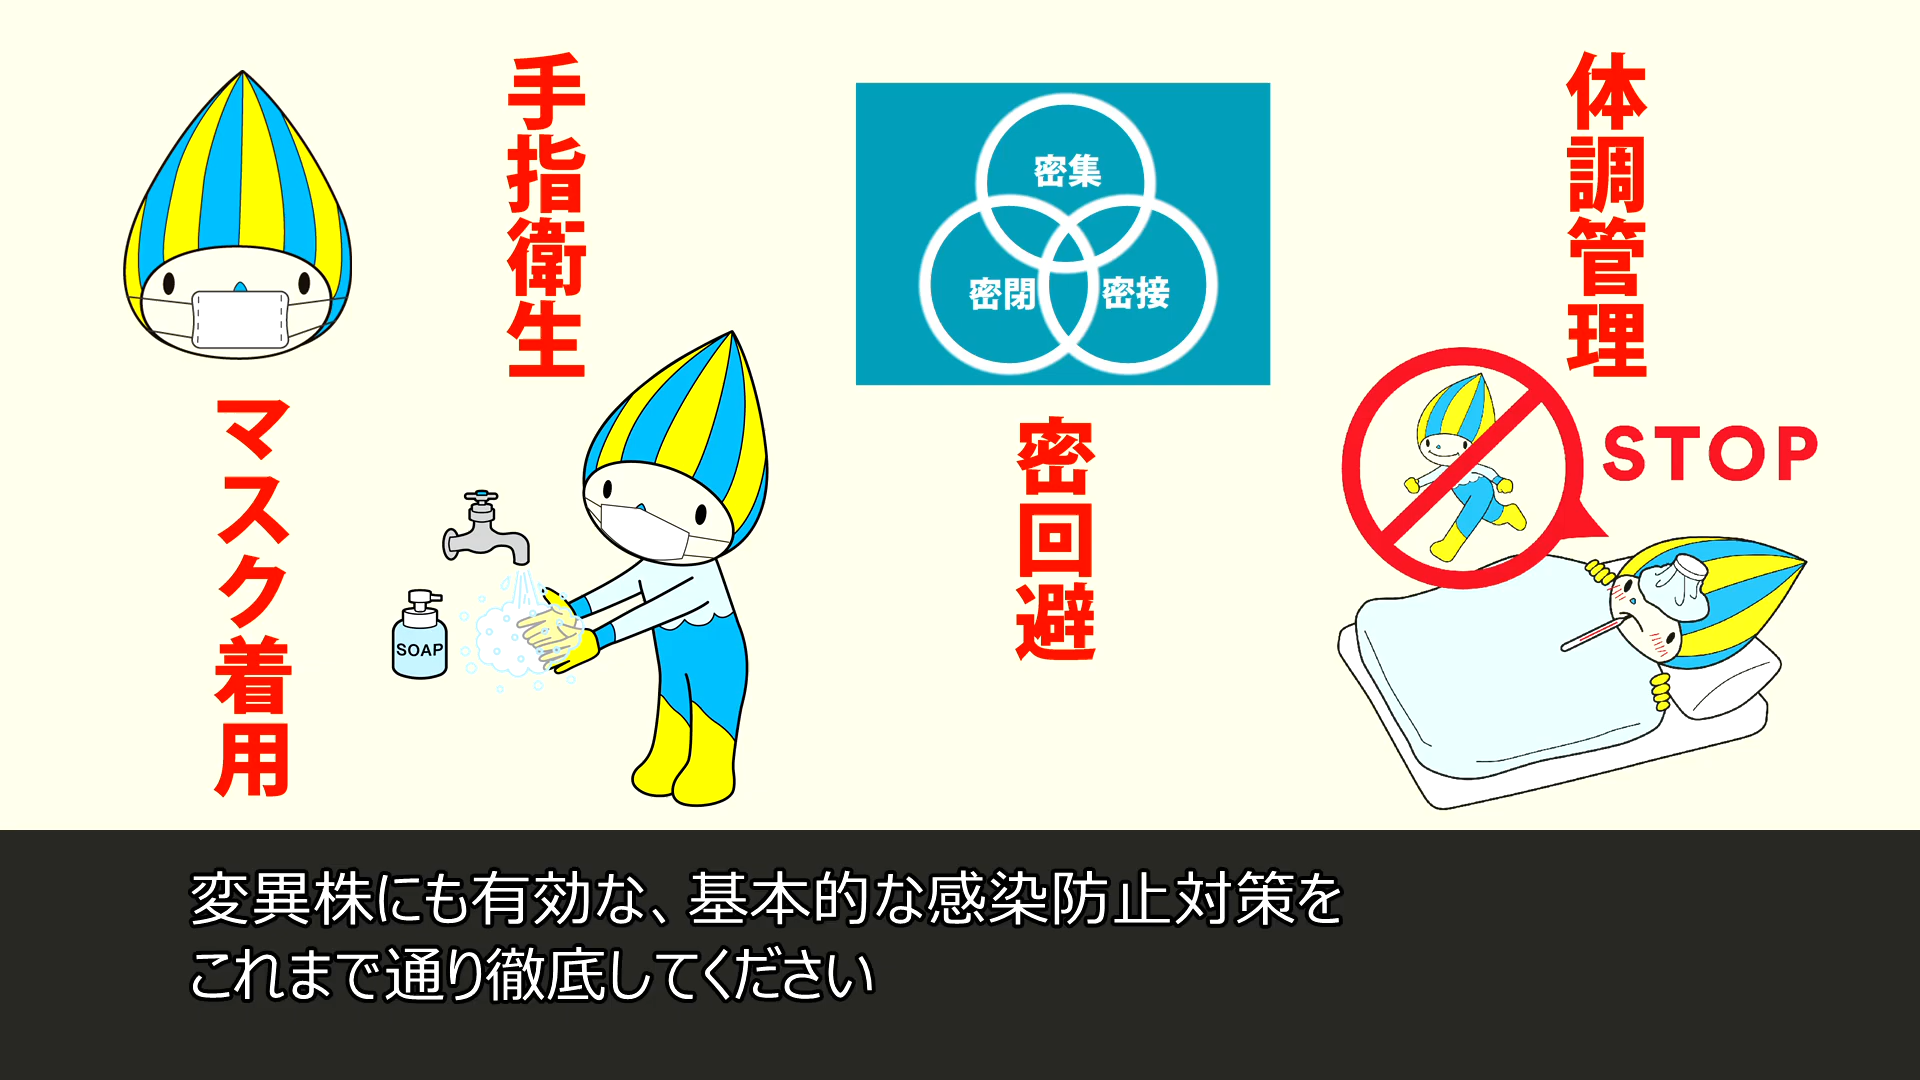 マスク着用
手指衛生
SOAP
密集
密閉
密接
密回避
体調管理
STOP
変異株にも有効な、基本的な感染防止対策を
これまで通り徹底してください